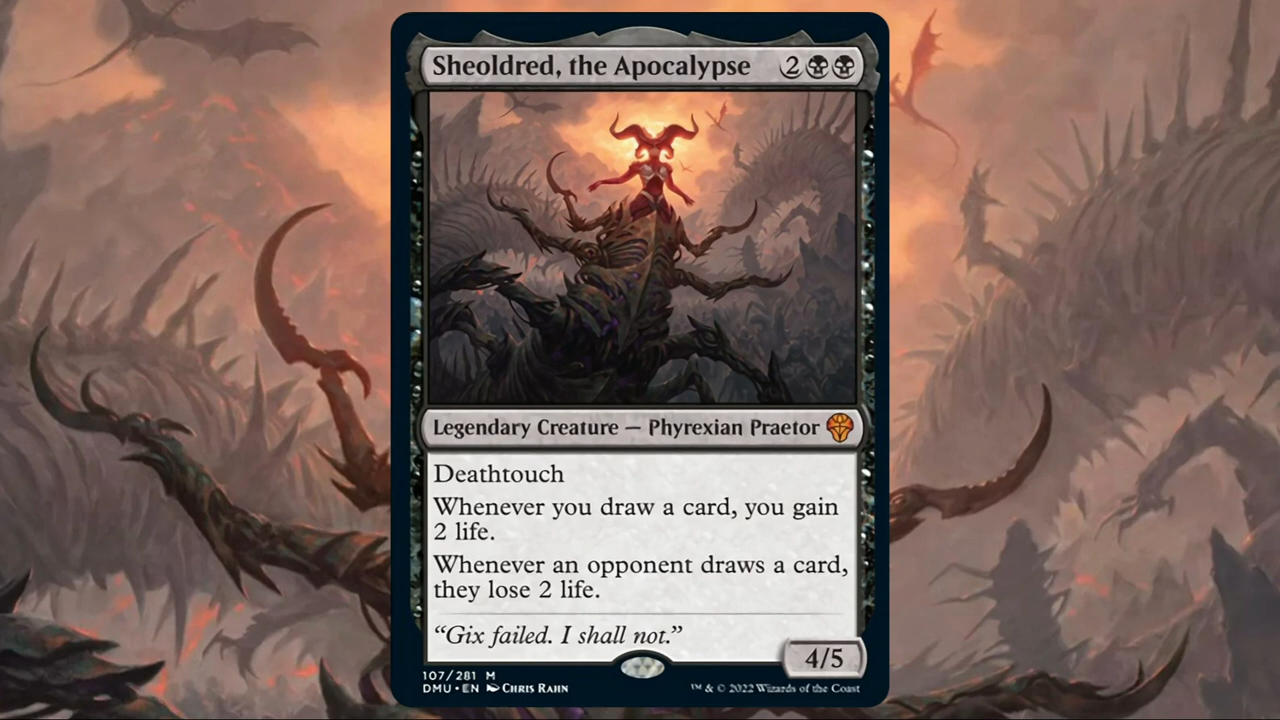 Sheoldred, the Apocalypse 2
Legendary Creature — Phyrexian Praetor
Deathtouch
Whenever you draw a card, you gain
2 life.
Whenever an opponent draws a card,
they lose 2 life.
“Gix failed. I shall not.”
4/5
107/281 M
DMU • EN Chris Rahn ™ & © 2022 Wizards of the Coast